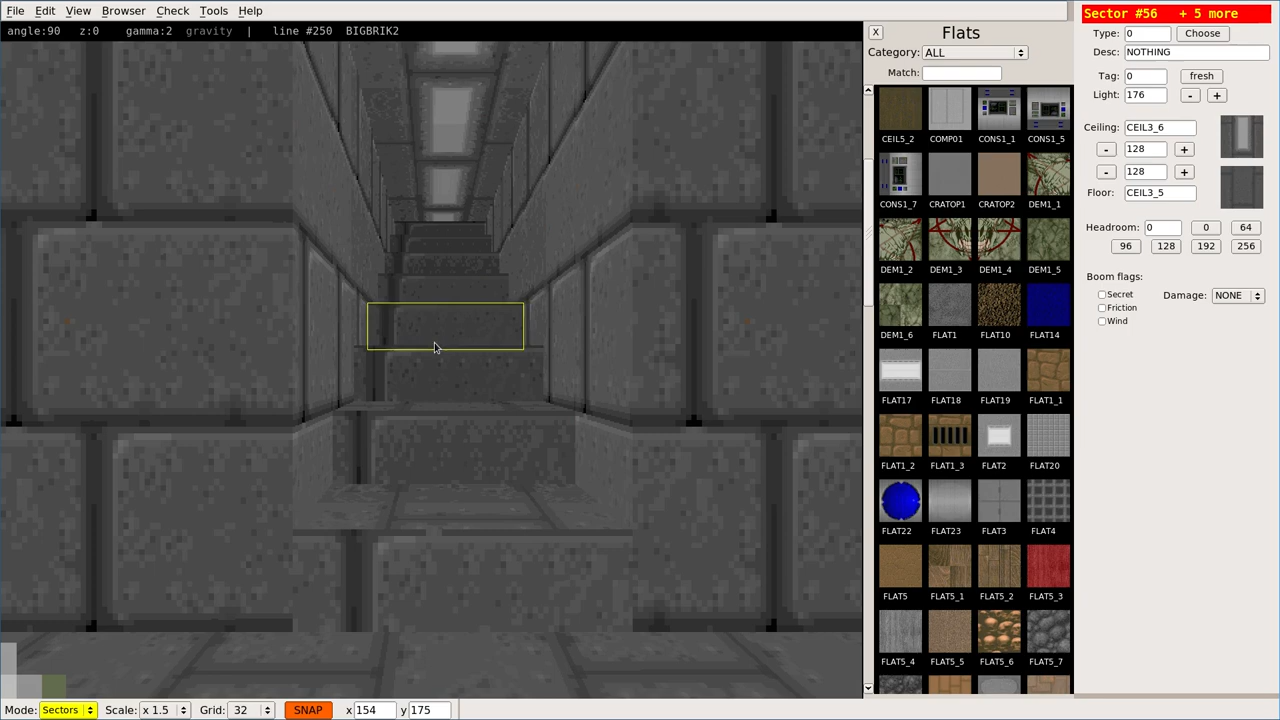 File Edit View Browser Check Tools Help
angle:90 z:0 gamma:2 gravity line #250 BIGBRIK2
X Flats
Category: ALL
Match:
CEIL5_2 COMP01 CONS1_1 CONS1_5
CONS1_7 CRATOP1 CRATOP2 DEM1_1
DEM1_2 DEM1_3 DEM1_4 DEM1_5
DEM1_6 FLAT1 FLAT10 FLAT14
FLAT17 FLAT18 FLAT19 FLAT1_1
FLAT1_2 FLAT1_3 FLAT2 FLAT20
FLAT22 FLAT23 FLAT3 FLAT4
FLAT5 FLAT5_1 FLAT5_2 FLAT5_3
FLAT5_4 FLAT5_5 FLAT5_6 FLAT5_7
Sector #56 + 5 more
Type: 0 Choose
Desc: NOTHING
Tag: 0 fresh
Light: 176 - +
Ceiling: CEIL3_6
- 128 +
- 128 +
Floor: CEIL3_5
Headroom: 0 0 64
96 128 192 256
Boom flags:
Secret Damage: NONE
Friction
Wind
Mode: Sectors Scale: x 1.5 Grid: 32 SNAP x 154 y 175